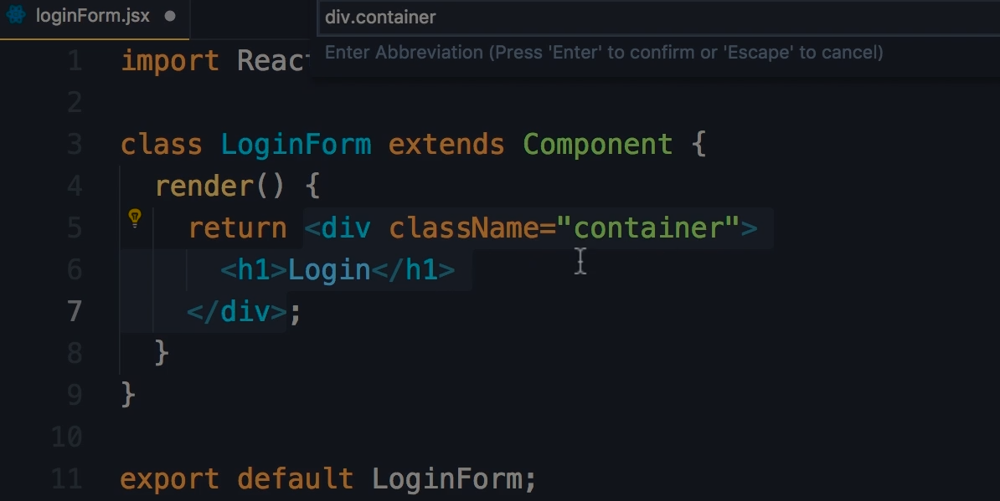 loginForm.jsx
div.container
Enter Abbreviation (Press 'Enter' to confirm or 'Escape' to cancel)
1 import React
2
3 class LoginForm extends Component {
4 render() {
5 return <div className="container">
6 <h1>Login</h1>
7 </div>;
8 }
9 }
10
11 export default LoginForm;